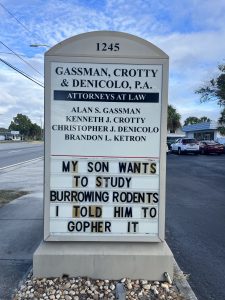 1245
GASSMAN, CROTTY
& DENICOLO, P.A.
ATTORNEYS AT LAW
ALAN S. GASSMAN
KENNETH J. CROTTY
CHRISTOPHER J. DENICOLO
BRANDON L. KETRON
MY SON WANTS
TO STUDY
BURROWING RODENTS
I TOLD HIM TO
GOPHER IT